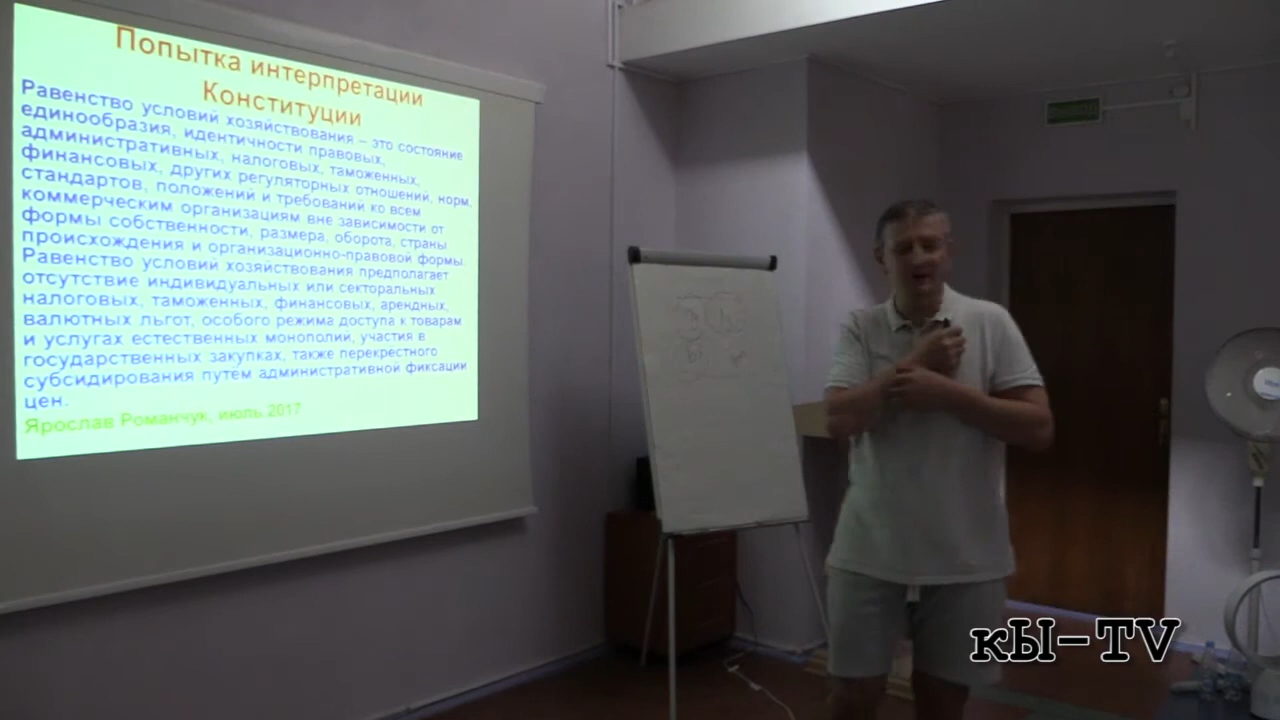 Попытка интерпретации
Конституции
Равенство условий хозяйствования – это состояние
единообразия, идентичности правовых,
административных, налоговых, таможенных,
финансовых, других регуляторных отношений, норм,
стандартов, положений и требований ко всем
коммерческим организациям вне зависимости от
формы собственности, размера, оборота, страны
происхождения и организационно-правовой формы.
Равенство условий хозяйствования предполагает
отсутствие индивидуальных или секторальных
налоговых, таможенных, финансовых, арендных,
валютных льгот, особого режима доступа к товарам
и услугах естественных монополий, участия в
государственных закупках, также перекрестного
субсидирования путём административной фиксации
цен.
Ярослав Романчук, июль 2017
кЫ-TV